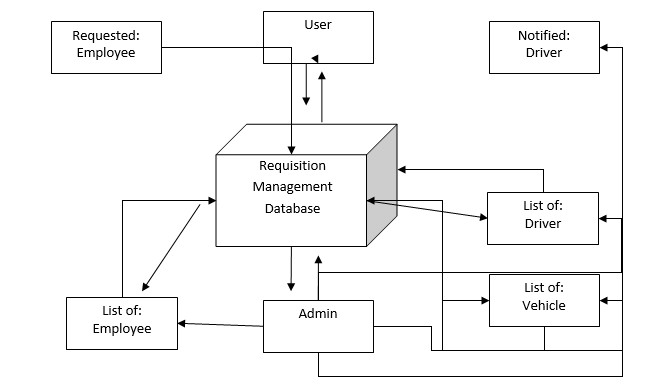 Requested:
Employee
User
Notified:
Driver
Requisition
Management
Database
List of:
Driver
List of:
Vehicle
List of:
Employee
Admin